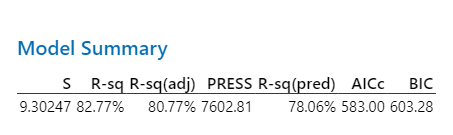 Model Summary
S R-sq R-sq(adj) PRESS R-sq(pred) AICc BIC
9.30247 82.77% 80.77% 7602.81 78.06% 583.00 603.28